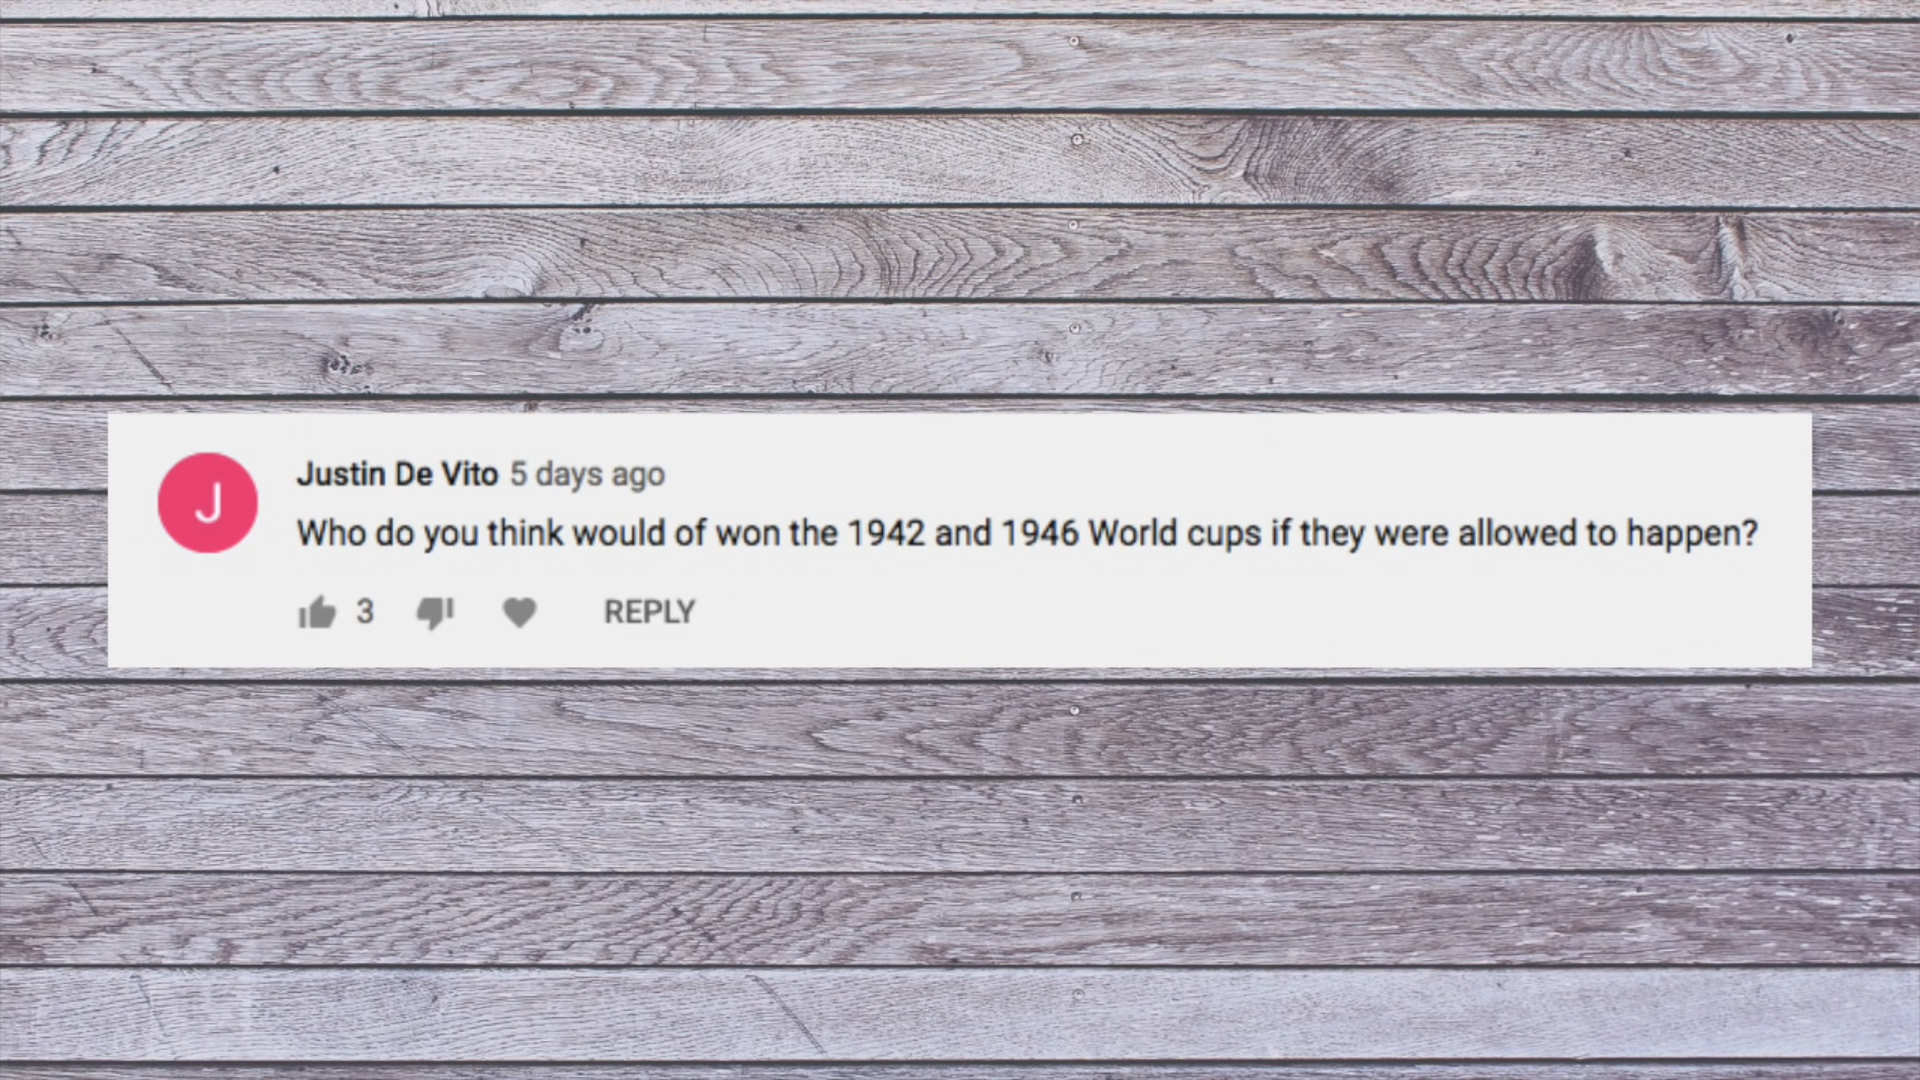 J
Justin De Vito 5 days ago
Who do you think would of won the 1942 and 1946 World cups if they were allowed to happen?
3 REPLY